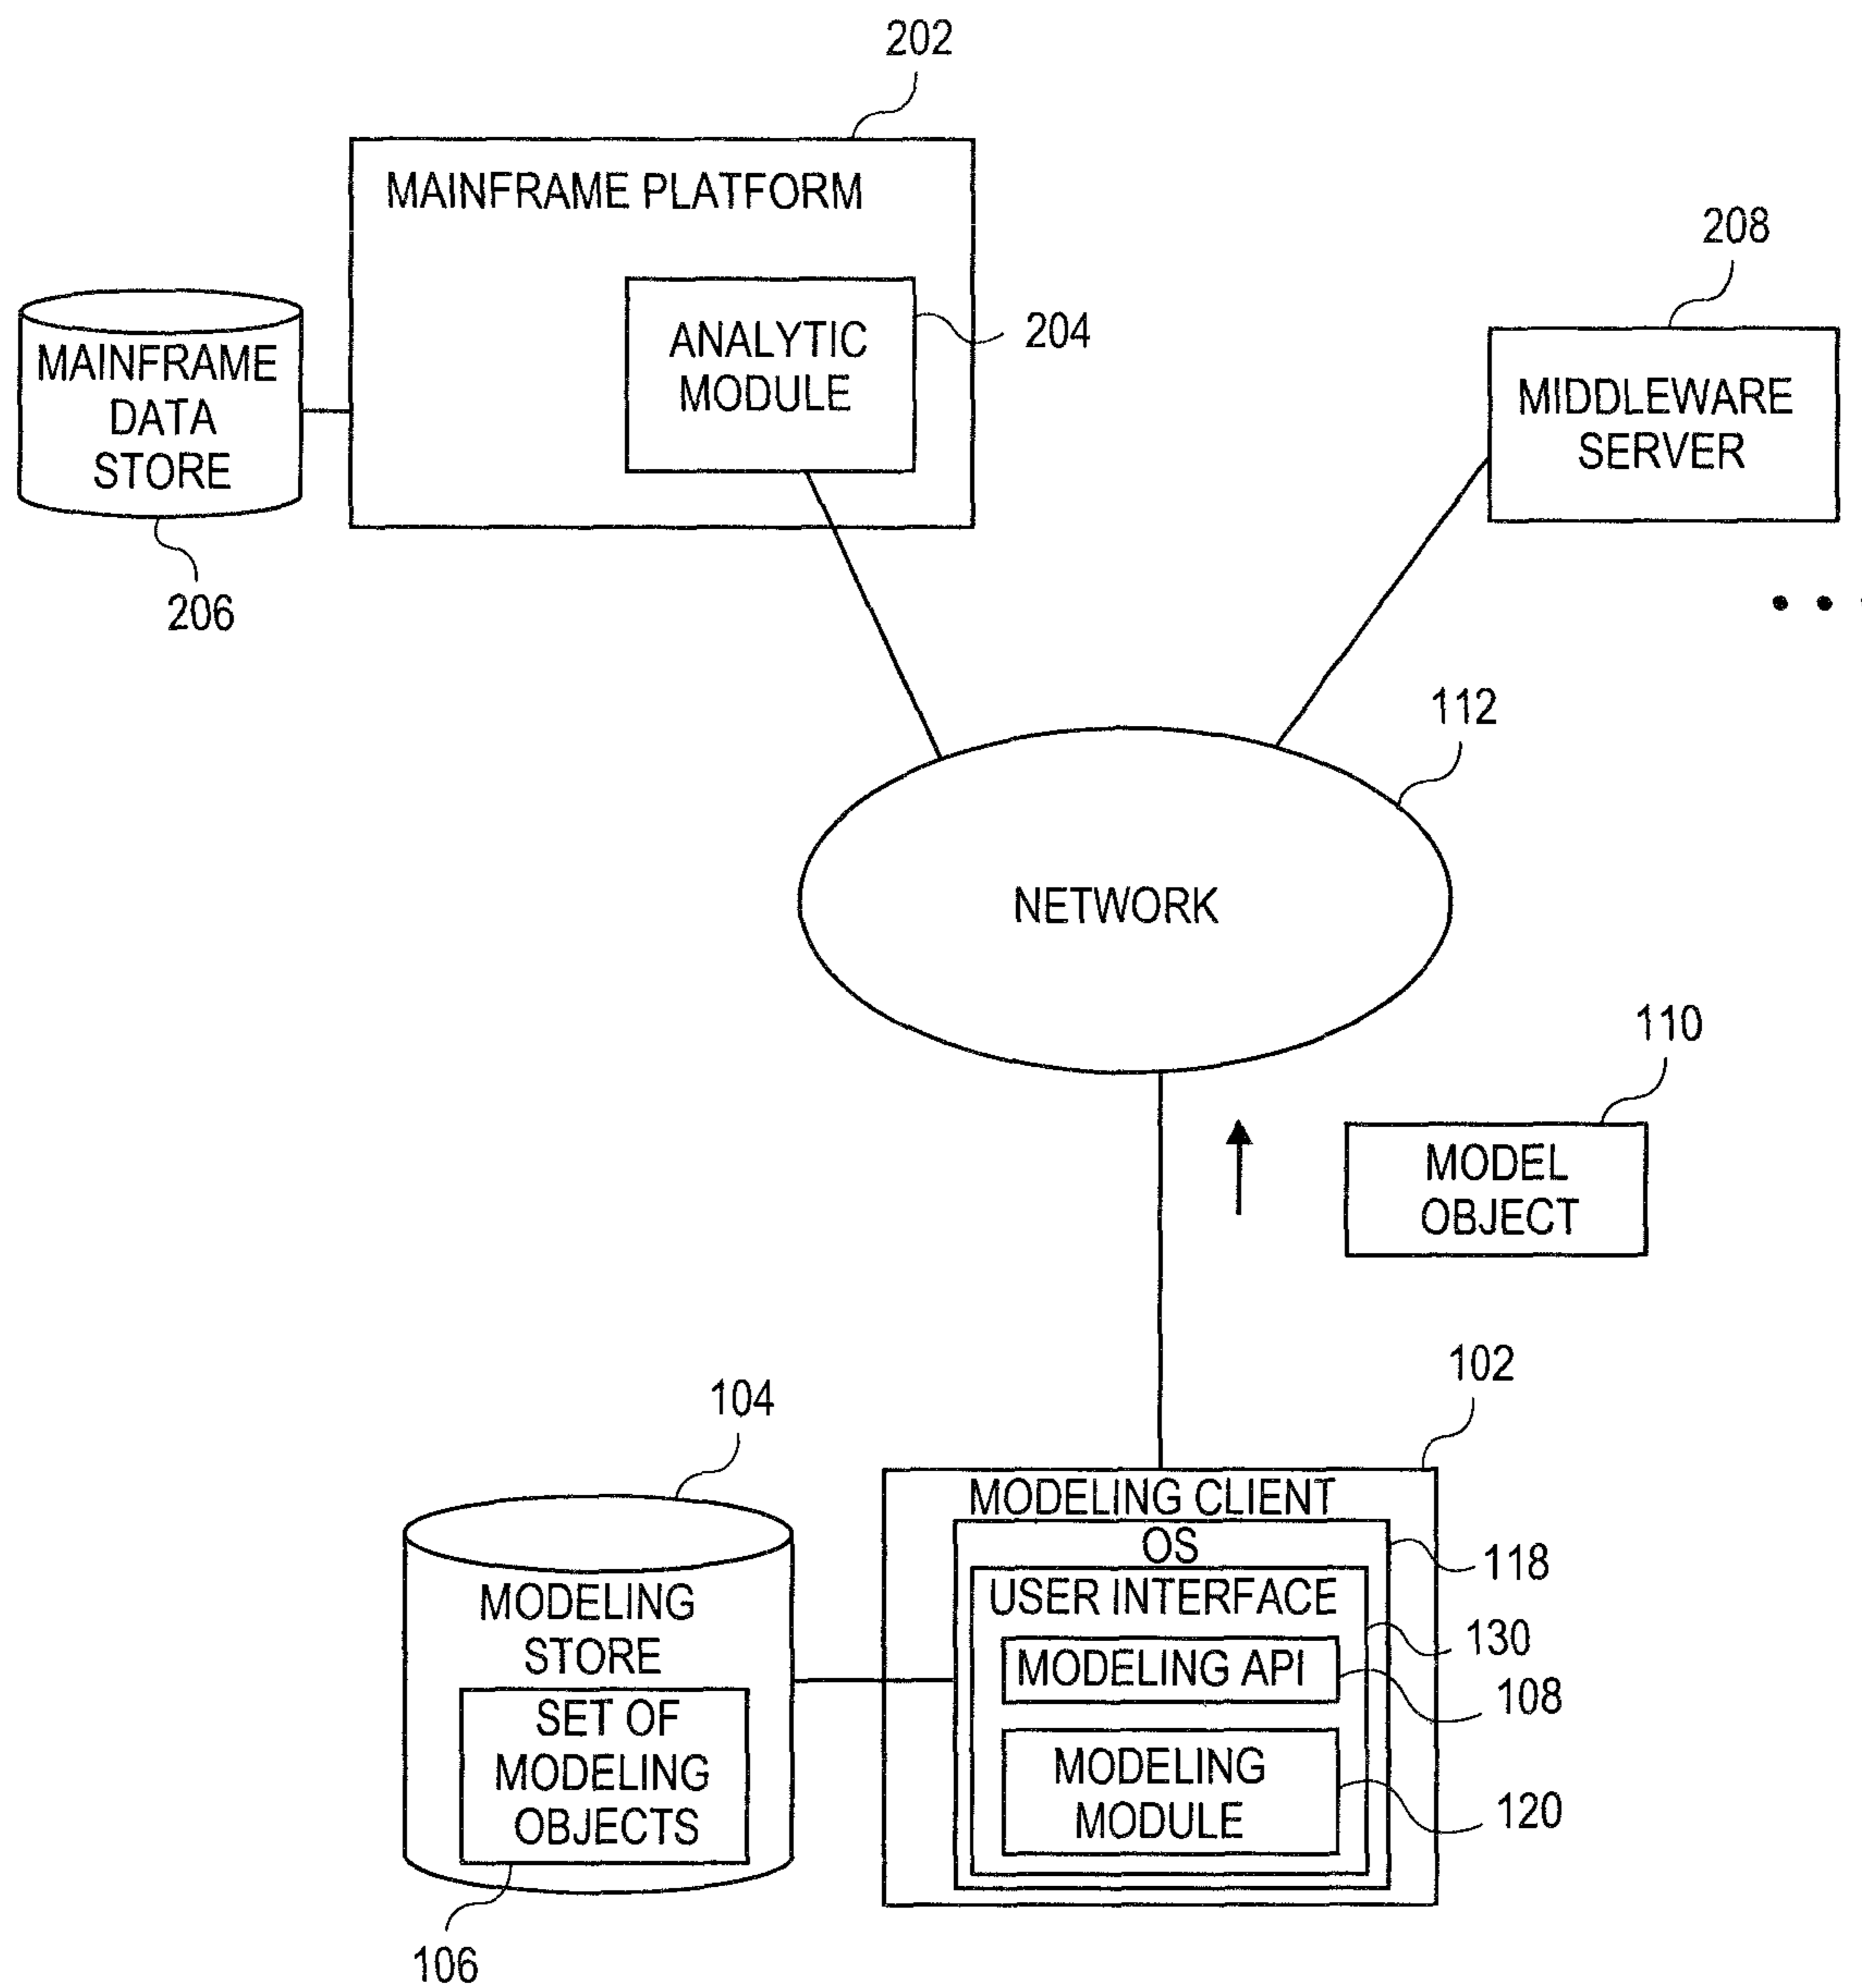 202
MAINFRAME PLATFORM
208
ANALYTIC
MODULE
204
MAINFRAME
DATA
STORE
MIDDLEWARE
SERVER
206
• • •
112
NETWORK
110
MODEL
OBJECT
102
104
MODELING CLIENT
OS
118
USER INTERFACE
130
MODELING API
108
MODELING
MODULE
120
MODELING
STORE
SET OF
MODELING
OBJECTS
106